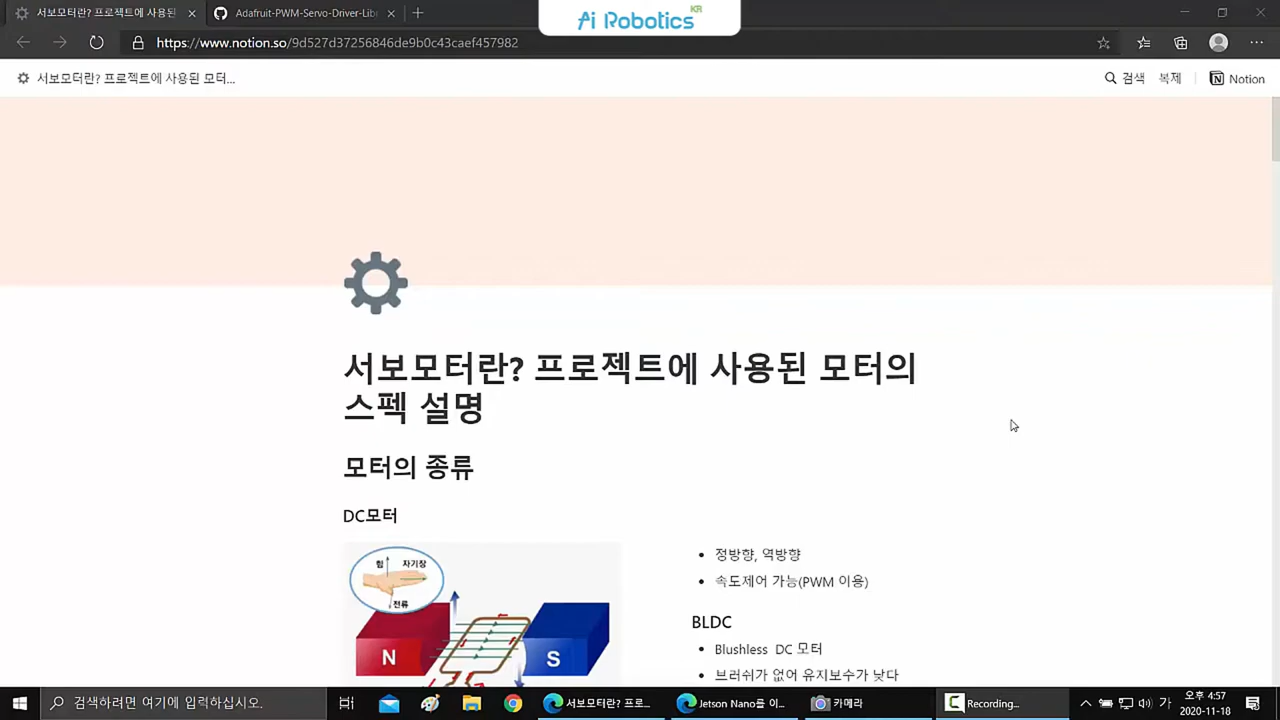 서보모터란? 프로젝트에 사용된
Adafruit-PWM-Servo-Driver-Lib
Ai Robotics KR
https://www.notion.so/9d527d37256846de9b0c43caef457982
서보모터란? 프로젝트에 사용된 모터...
검색
복제
Notion
서보모터란? 프로젝트에 사용된 모터의
스펙 설명
모터의 종류
DC모터
힘
자기장
전류
N
S
정방향, 역방향
속도제어 가능(PWM 이용)
BLDC
Blushless DC 모터
브러쉬가 없어 유지보수가 낮다
검색하려면 여기에 입력하십시오.
서보모터란? 프로...
Jetson Nano를 이...
카메라
Recording...
가
오후 4:57
2020-11-18